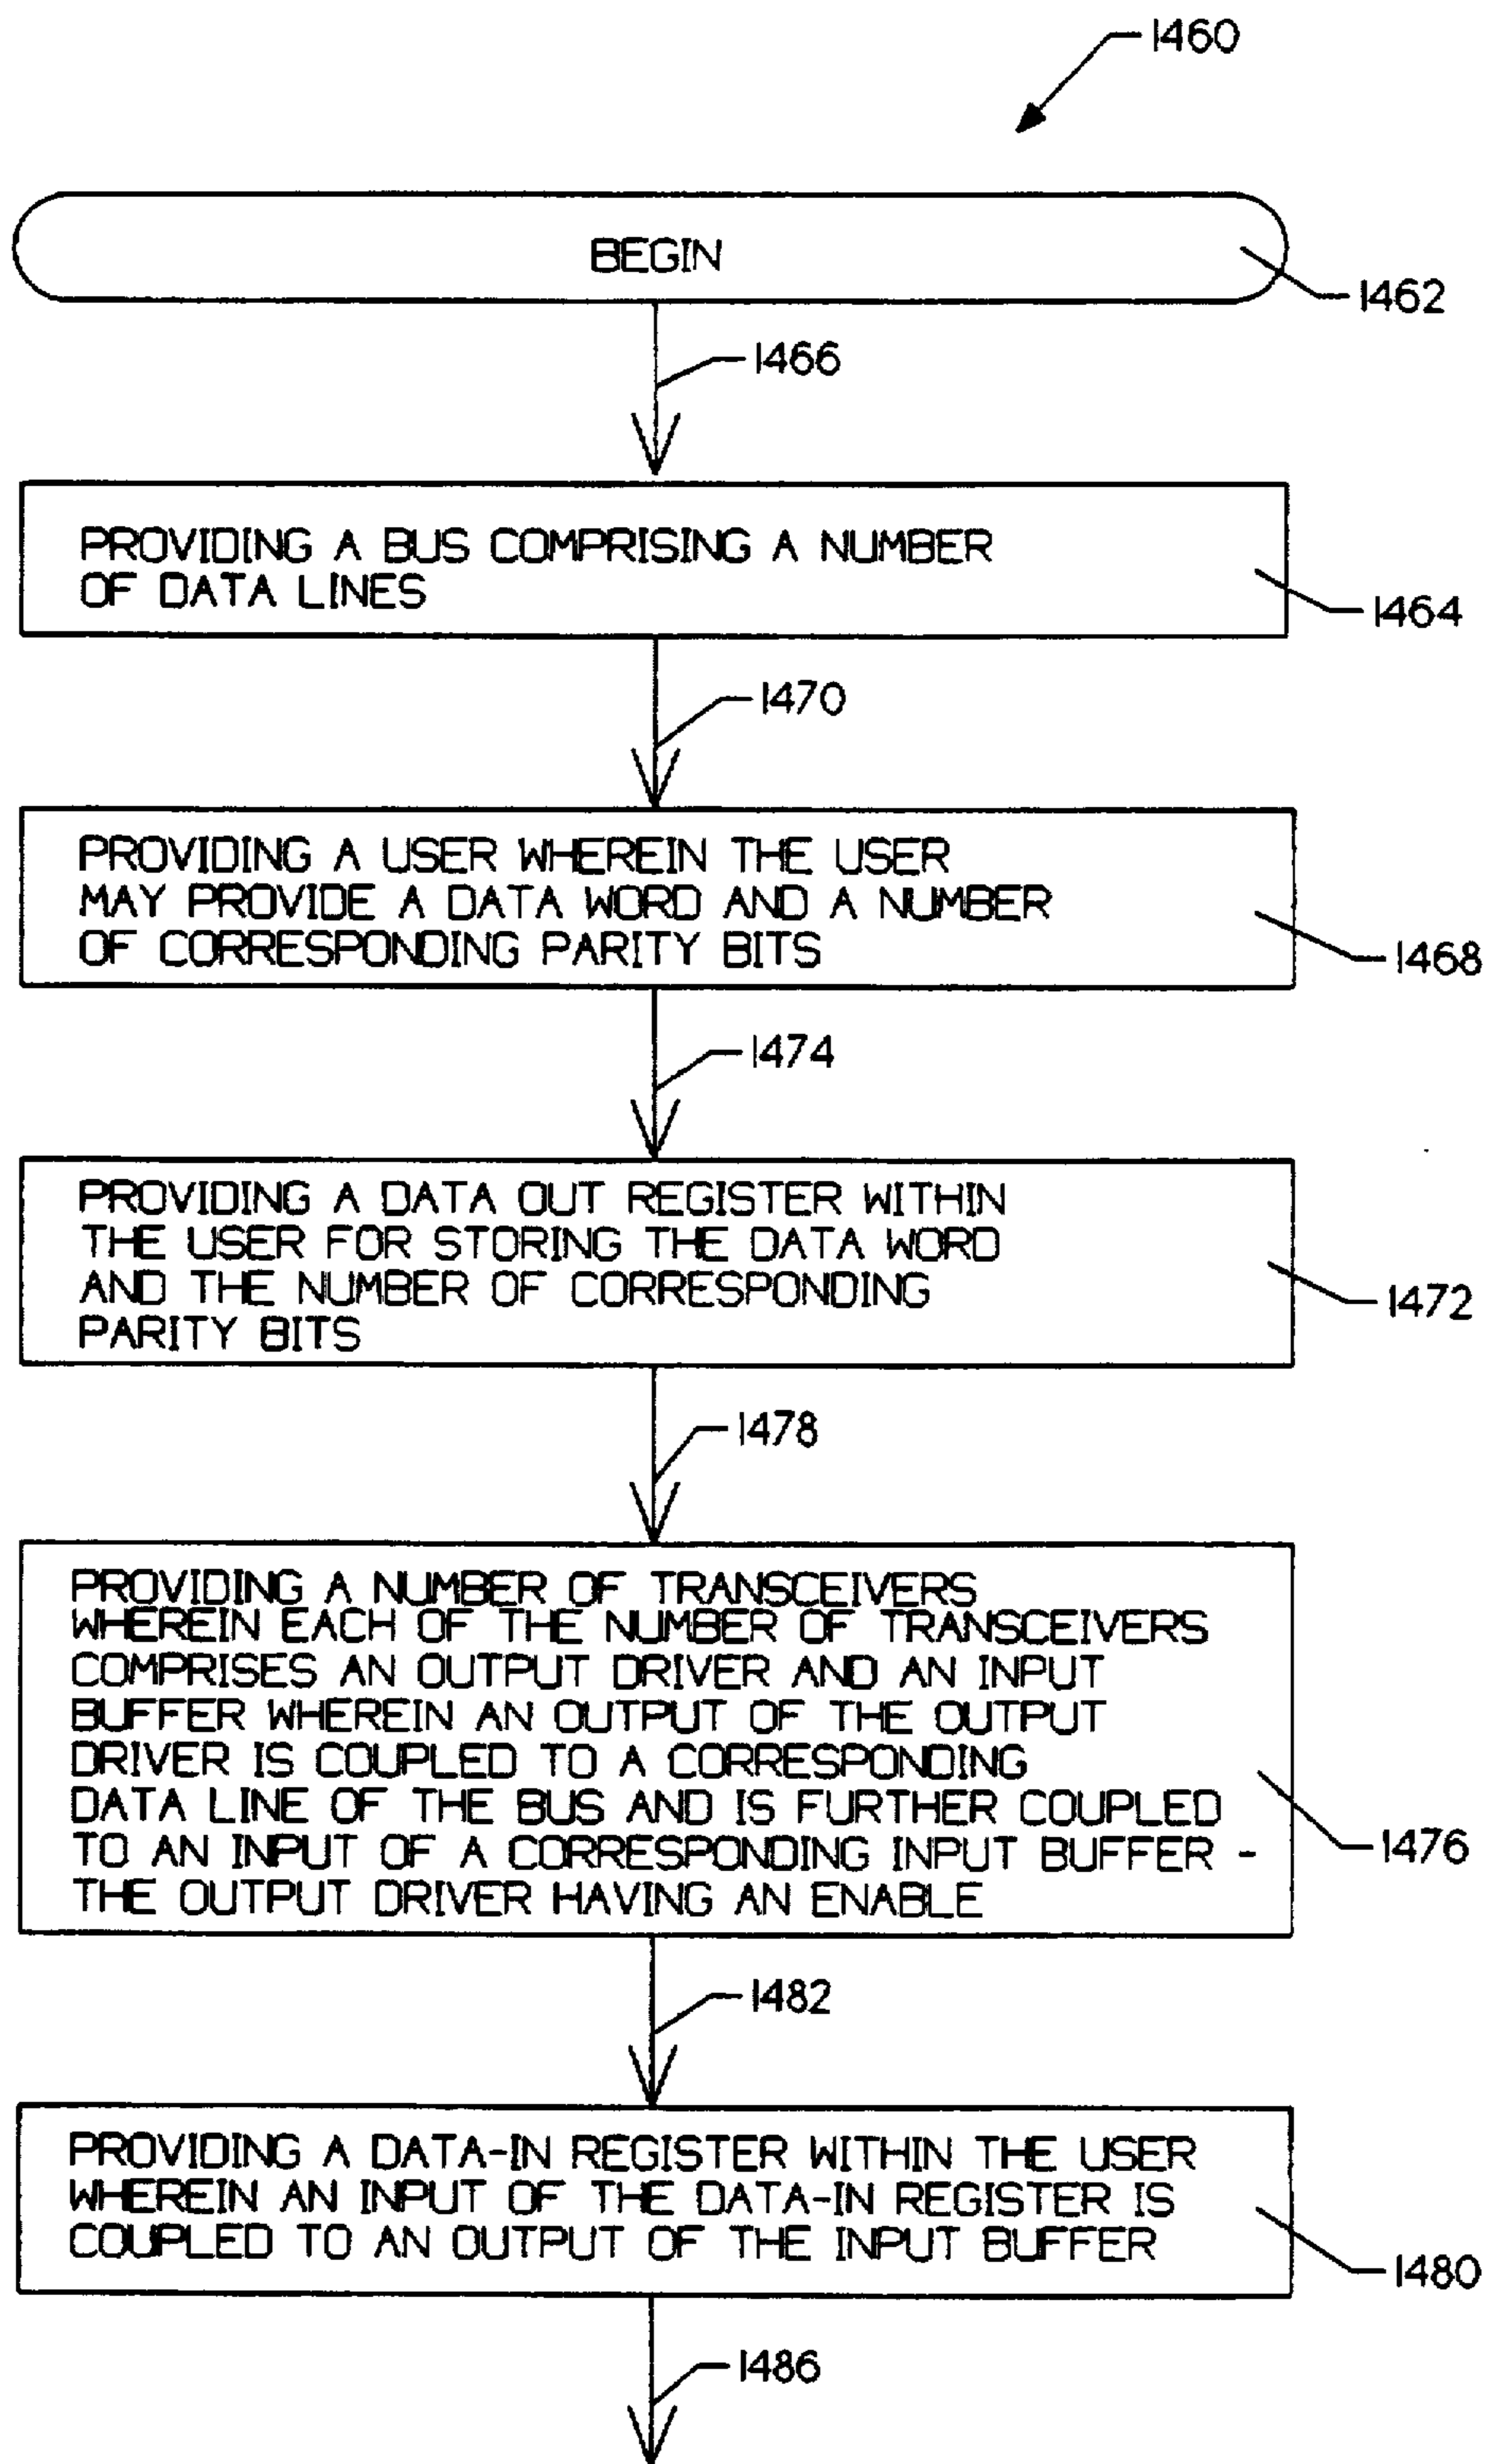 1460
BEGIN
1462
1466
PROVIDING A BUS COMPRISING A NUMBER
OF DATA LINES
1464
1470
PROVIDING A USER WHEREIN THE USER
MAY PROVIDE A DATA WORD AND A NUMBER
OF CORRESPONDING PARITY BITS
1468
1474
PROVIDING A DATA OUT REGISTER WITHIN
THE USER FOR STORING THE DATA WORD
AND THE NUMBER OF CORRESPONDING
PARITY BITS
1472
1478
PROVIDING A NUMBER OF TRANSCEIVERS
WHEREIN EACH OF THE NUMBER OF TRANSCEIVERS
COMPRISES AN OUTPUT DRIVER AND AN INPUT
BUFFER WHEREIN AN OUTPUT OF THE OUTPUT
DRIVER IS COUPLED TO A CORRESPONDING
DATA LINE OF THE BUS AND IS FURTHER COUPLED
TO AN INPUT OF A CORRESPONDING INPUT BUFFER -
THE OUTPUT DRIVER HAVING AN ENABLE
1476
1482
PROVIDING A DATA-IN REGISTER WITHIN THE USER
WHEREIN AN INPUT OF THE DATA-IN REGISTER IS
COUPLED TO AN OUTPUT OF THE INPUT BUFFER
1480
1486